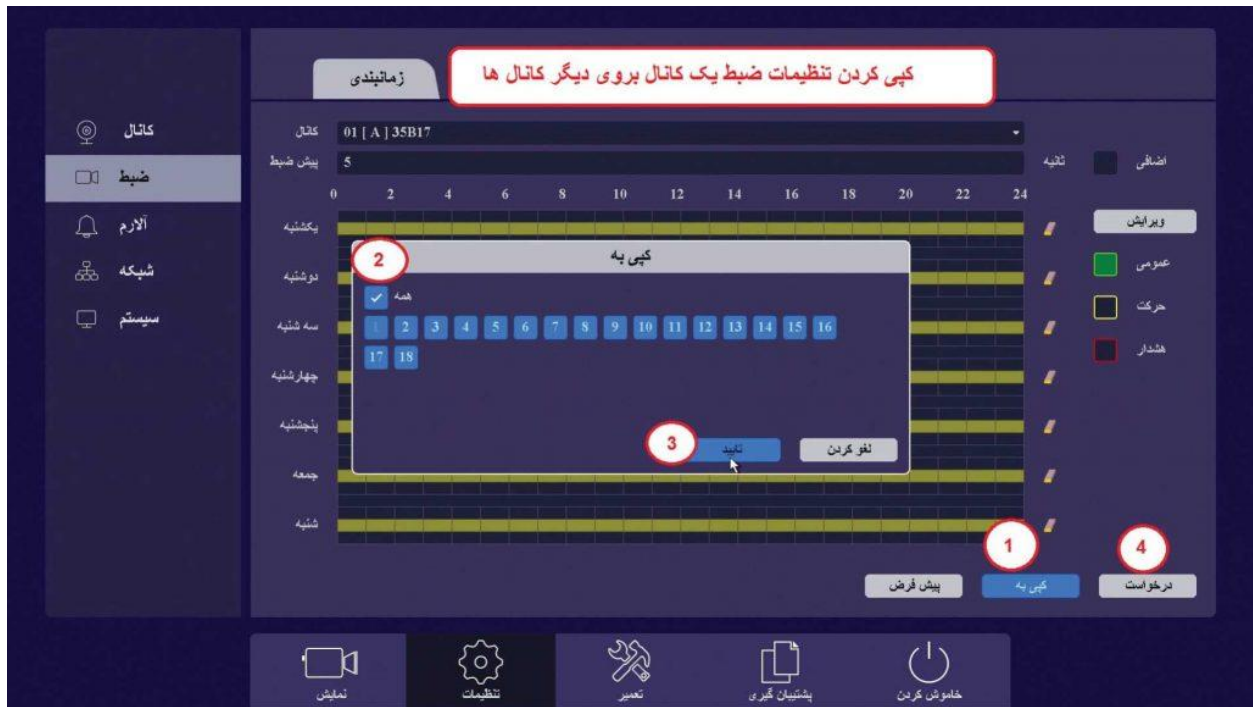 کپی کردن تنظیمات ضبط یک کانال بروی دیگر کانال ها
زمانبندی
کانال
ضبط
آلارم
شبکه
سیستم
کانال
01 [ A ] 35B17
پیش ضبط
5
ثانیه
اضافی
0 2 4 6 8 10 12 14 16 18 20 22 24
یکشنبه
دوشنبه
سه شنبه
چهارشنبه
پنجشنبه
جمعه
شنبه
ویرایش
عمومی
حرکت
هشدار
2
کپی به
همه
1 2 3 4 5 6 7 8 9 10 11 12 13 14 15 16
17 18
3
تایید
لغو کردن
1
4
پیش فرض
کپی به
درخواست
نمایش
تنظیمات
تعمیر
پشتیبان گیری
خاموش کردن